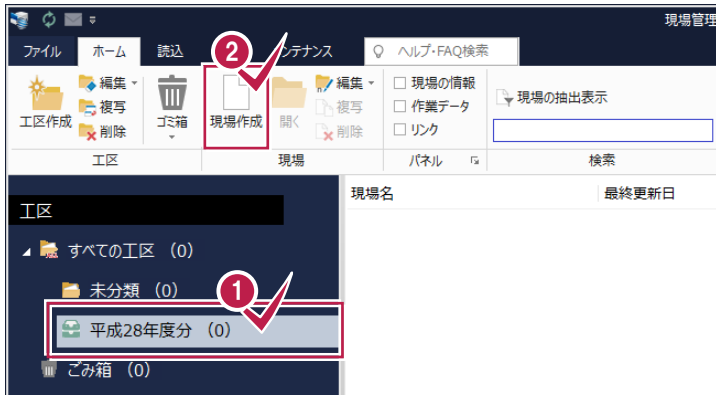 現場管理
ファイル ホーム 読込 ンテナンス ヘルプ・FAQ検索
2
工区作成 編集 複写 削除 ゴミ箱 現場作成 開く 編集 複写 削除
現場の情報
作業データ
リンク
現場の抽出表示
工区 現場 パネル 検索
工区
現場名 最終更新日
すべての工区 (0)
未分類 (0)
1
平成28年度分 (0)
ごみ箱 (0)